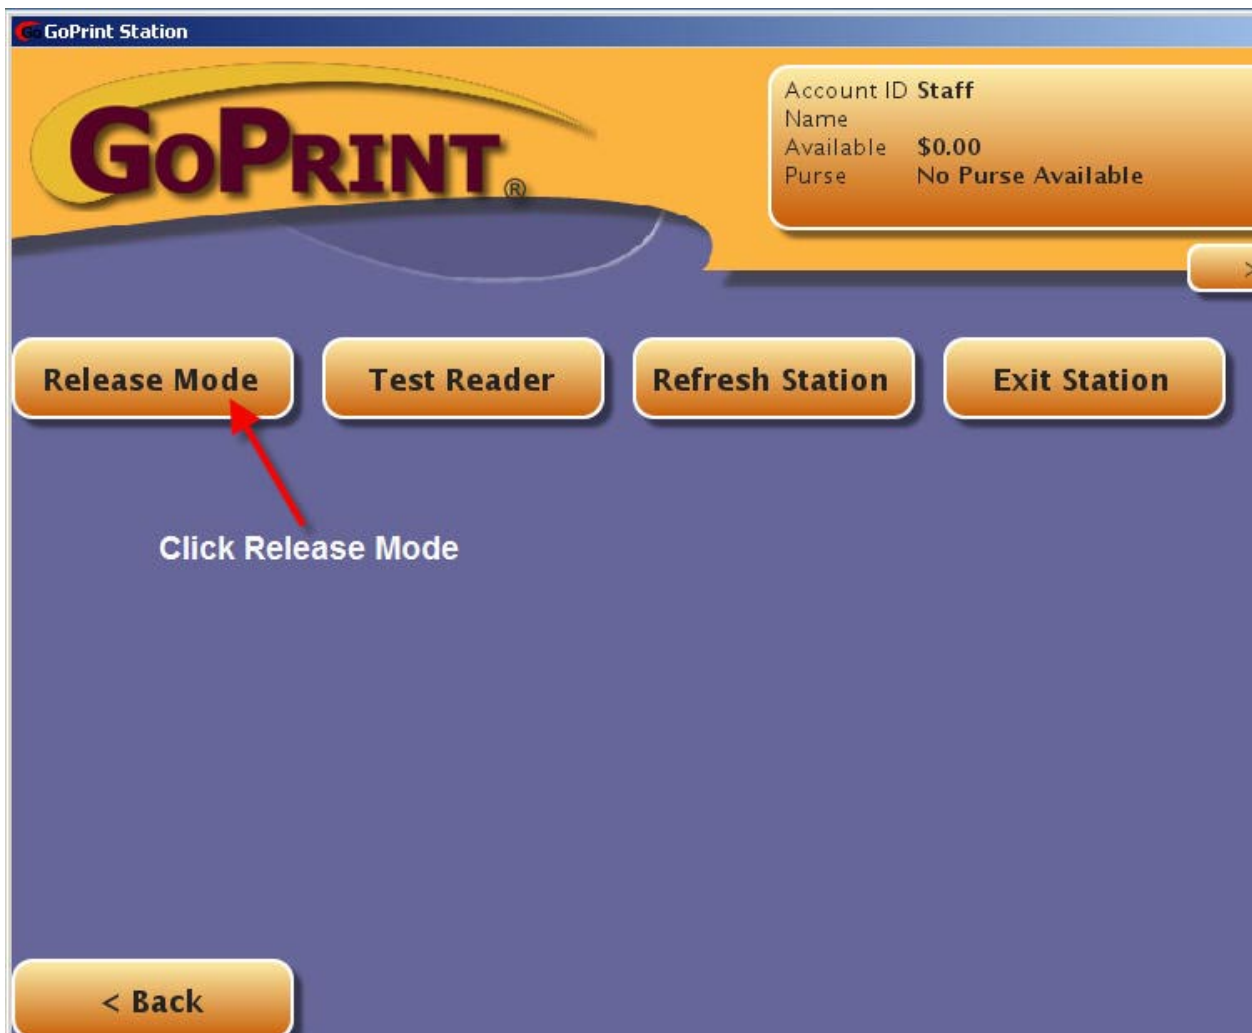 GoPrint Station
GOPRINT®
Account ID Staff
Name
Available $0.00
Purse No Purse Available
>
Release Mode
Test Reader
Refresh Station
Exit Station
Click Release Mode
< Back